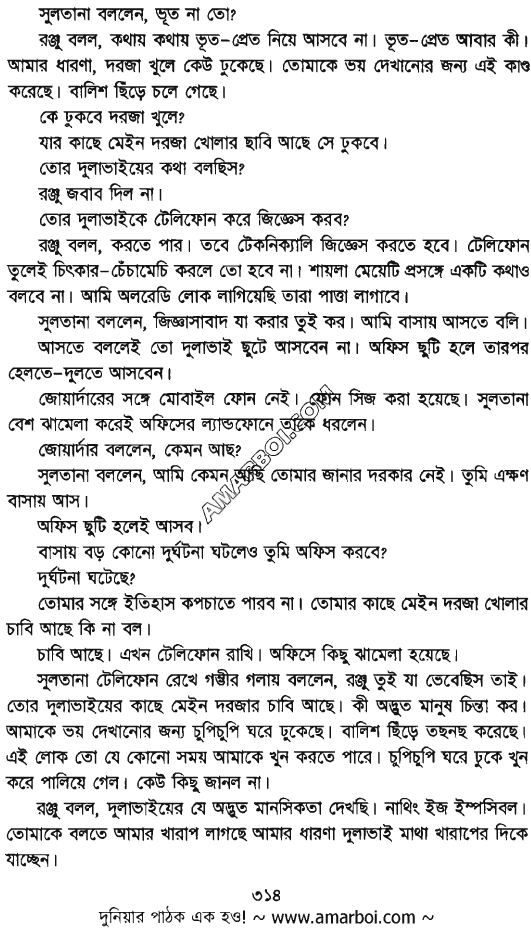 সুলতানা বললেন, ভূত না তো?
রঞ্জু বলল, কথায় কথায় ভূত-প্রেত নিয়ে আসবে না। ভূত-প্রেত আবার কী।
আমার ধারণা, দরজা খুলে কেউ ঢুকেছে। তোমাকে ভয় দেখানোর জন্য এই কাণ্ড
করেছে। বালিশ ছিঁড়ে চলে গেছে।
কে ঢুকবে দরজা খুলে?
যার কাছে মেইন দরজা খোলার ছাবি আছে সে ঢুকবে।
তোর দুলাভাইয়ের কথা বলছিস?
রঞ্জু জবাব দিল না।
তোর দুলাভাইকে টেলিফোন করে জিজ্ঞেস করব?
রঞ্জু বলল, করতে পার। তবে টেকনিক্যালি জিজ্ঞেস করতে হবে। টেলিফোন
তুলেই চিৎকার-চেঁচামেচি করলে তো হবে না। শায়লা মেয়েটি প্রসঙ্গে একটি কথাও
বলবে না। আমি অলরেডি লোক লাগিয়েছি তারা পাত্তা লাগাবে।
সুলতানা বললেন, জিজ্ঞাসাবাদ যা করার তুই কর। আমি বাসায় আসতে বলি।
আসতে বললেই তো দুলাভাই ছুটে আসবেন না। অফিস ছুটি হলে তারপর
হেলতে-দুলতে আসবেন।
জোয়ার্দারের সঙ্গে মোবাইল ফোন নেই। ফোন সিজ করা হয়েছে। সুলতানা
বেশ ঝামেলা করেই অফিসের ল্যান্ডফোনে তাকে ধরলেন।
জোয়ার্দার বললেন, কেমন আছ?
সুলতানা বললেন, আমি কেমন আছি তোমার জানার দরকার নেই। তুমি এক্ষণ
বাসায় আস।
অফিস ছুটি হলেই আসব।
বাসায় বড় কোনো দুর্ঘটনা ঘটলেও তুমি অফিস করবে?
দুর্ঘটনা ঘটেছে?
তোমার সঙ্গে ইতিহাস কপচাতে পারব না। তোমার কাছে মেইন দরজা খোলার
চাবি আছে কি না বল।
চাবি আছে। এখন টেলিফোন রাখি। অফিসে কিছু ঝামেলা হয়েছে।
সুলতানা টেলিফোন রেখে গম্ভীর গলায় বললেন, রঞ্জু তুই যা ভেবেছিস তাই।
তোর দুলাভাইয়ের কাছে মেইন দরজার চাবি আছে। কী অদ্ভুত মানুষ চিন্তা কর।
আমাকে ভয় দেখানোর জন্য চুপিচুপি ঘরে ঢুকেছে। বালিশ ছিঁড়ে তছনছ করেছে।
এই লোক তো যে কোনো সময় আমাকে খুন করতে পারে। চুপিচুপি ঘরে ঢুকে খুন
করে পালিয়ে গেল। কেউ কিছু জানল না।
রঞ্জু বলল, দুলাভাইয়ের যে অদ্ভুত মানসিকতা দেখছি। নাথিং ইজ ইম্পসিবল।
তোমাকে বলতে আমার খারাপ লাগছে আমার ধারণা দুলাভাই মাথা খারাপের দিকে
যাচ্ছেন।
AMARBOI.COM
৩১৪
দুনিয়ার পাঠক এক হও! ~ www.amarboi.com ~